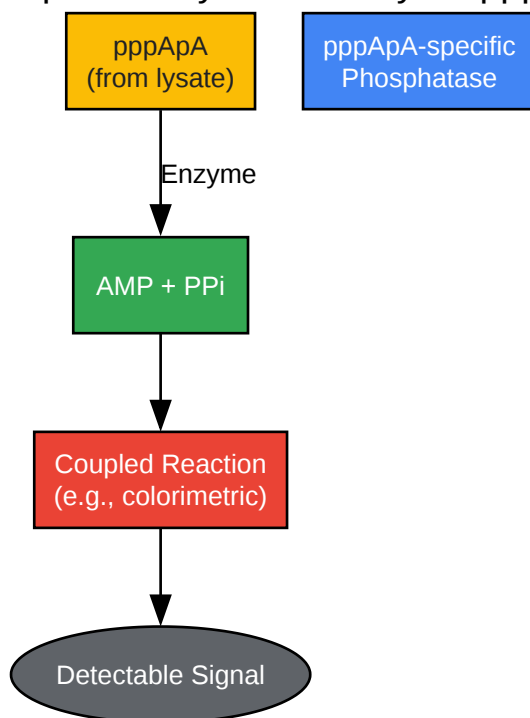 pppApA
(from lysate)
pppApA-specific
Phosphatase
Enzyme
AMP + PPi
Coupled Reaction
(e.g., colorimetric)
Detectable Signal